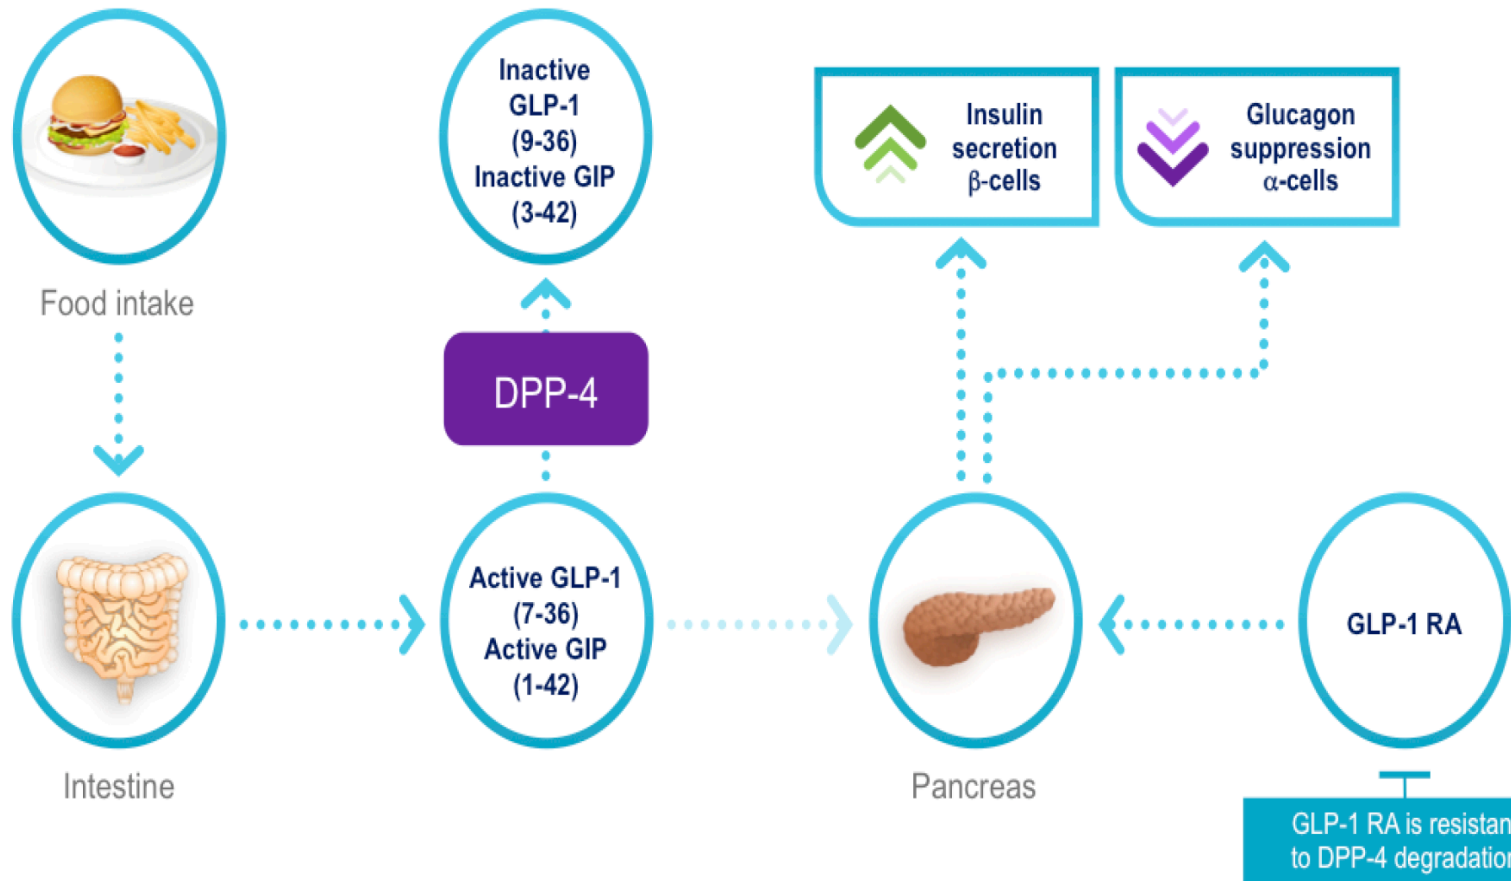 Inactive
GLP-1
(9-36)
Inactive GIP
(3-42)
Insulin
secretion
β-cells
Glucagon
suppression
α-cells
Food intake
DPP-4
Active GLP-1
(7-36)
Active GIP
(1-42)
GLP-1 RA
Intestine
Pancreas
GLP-1 RA is resistan
to DPP-4 degradation